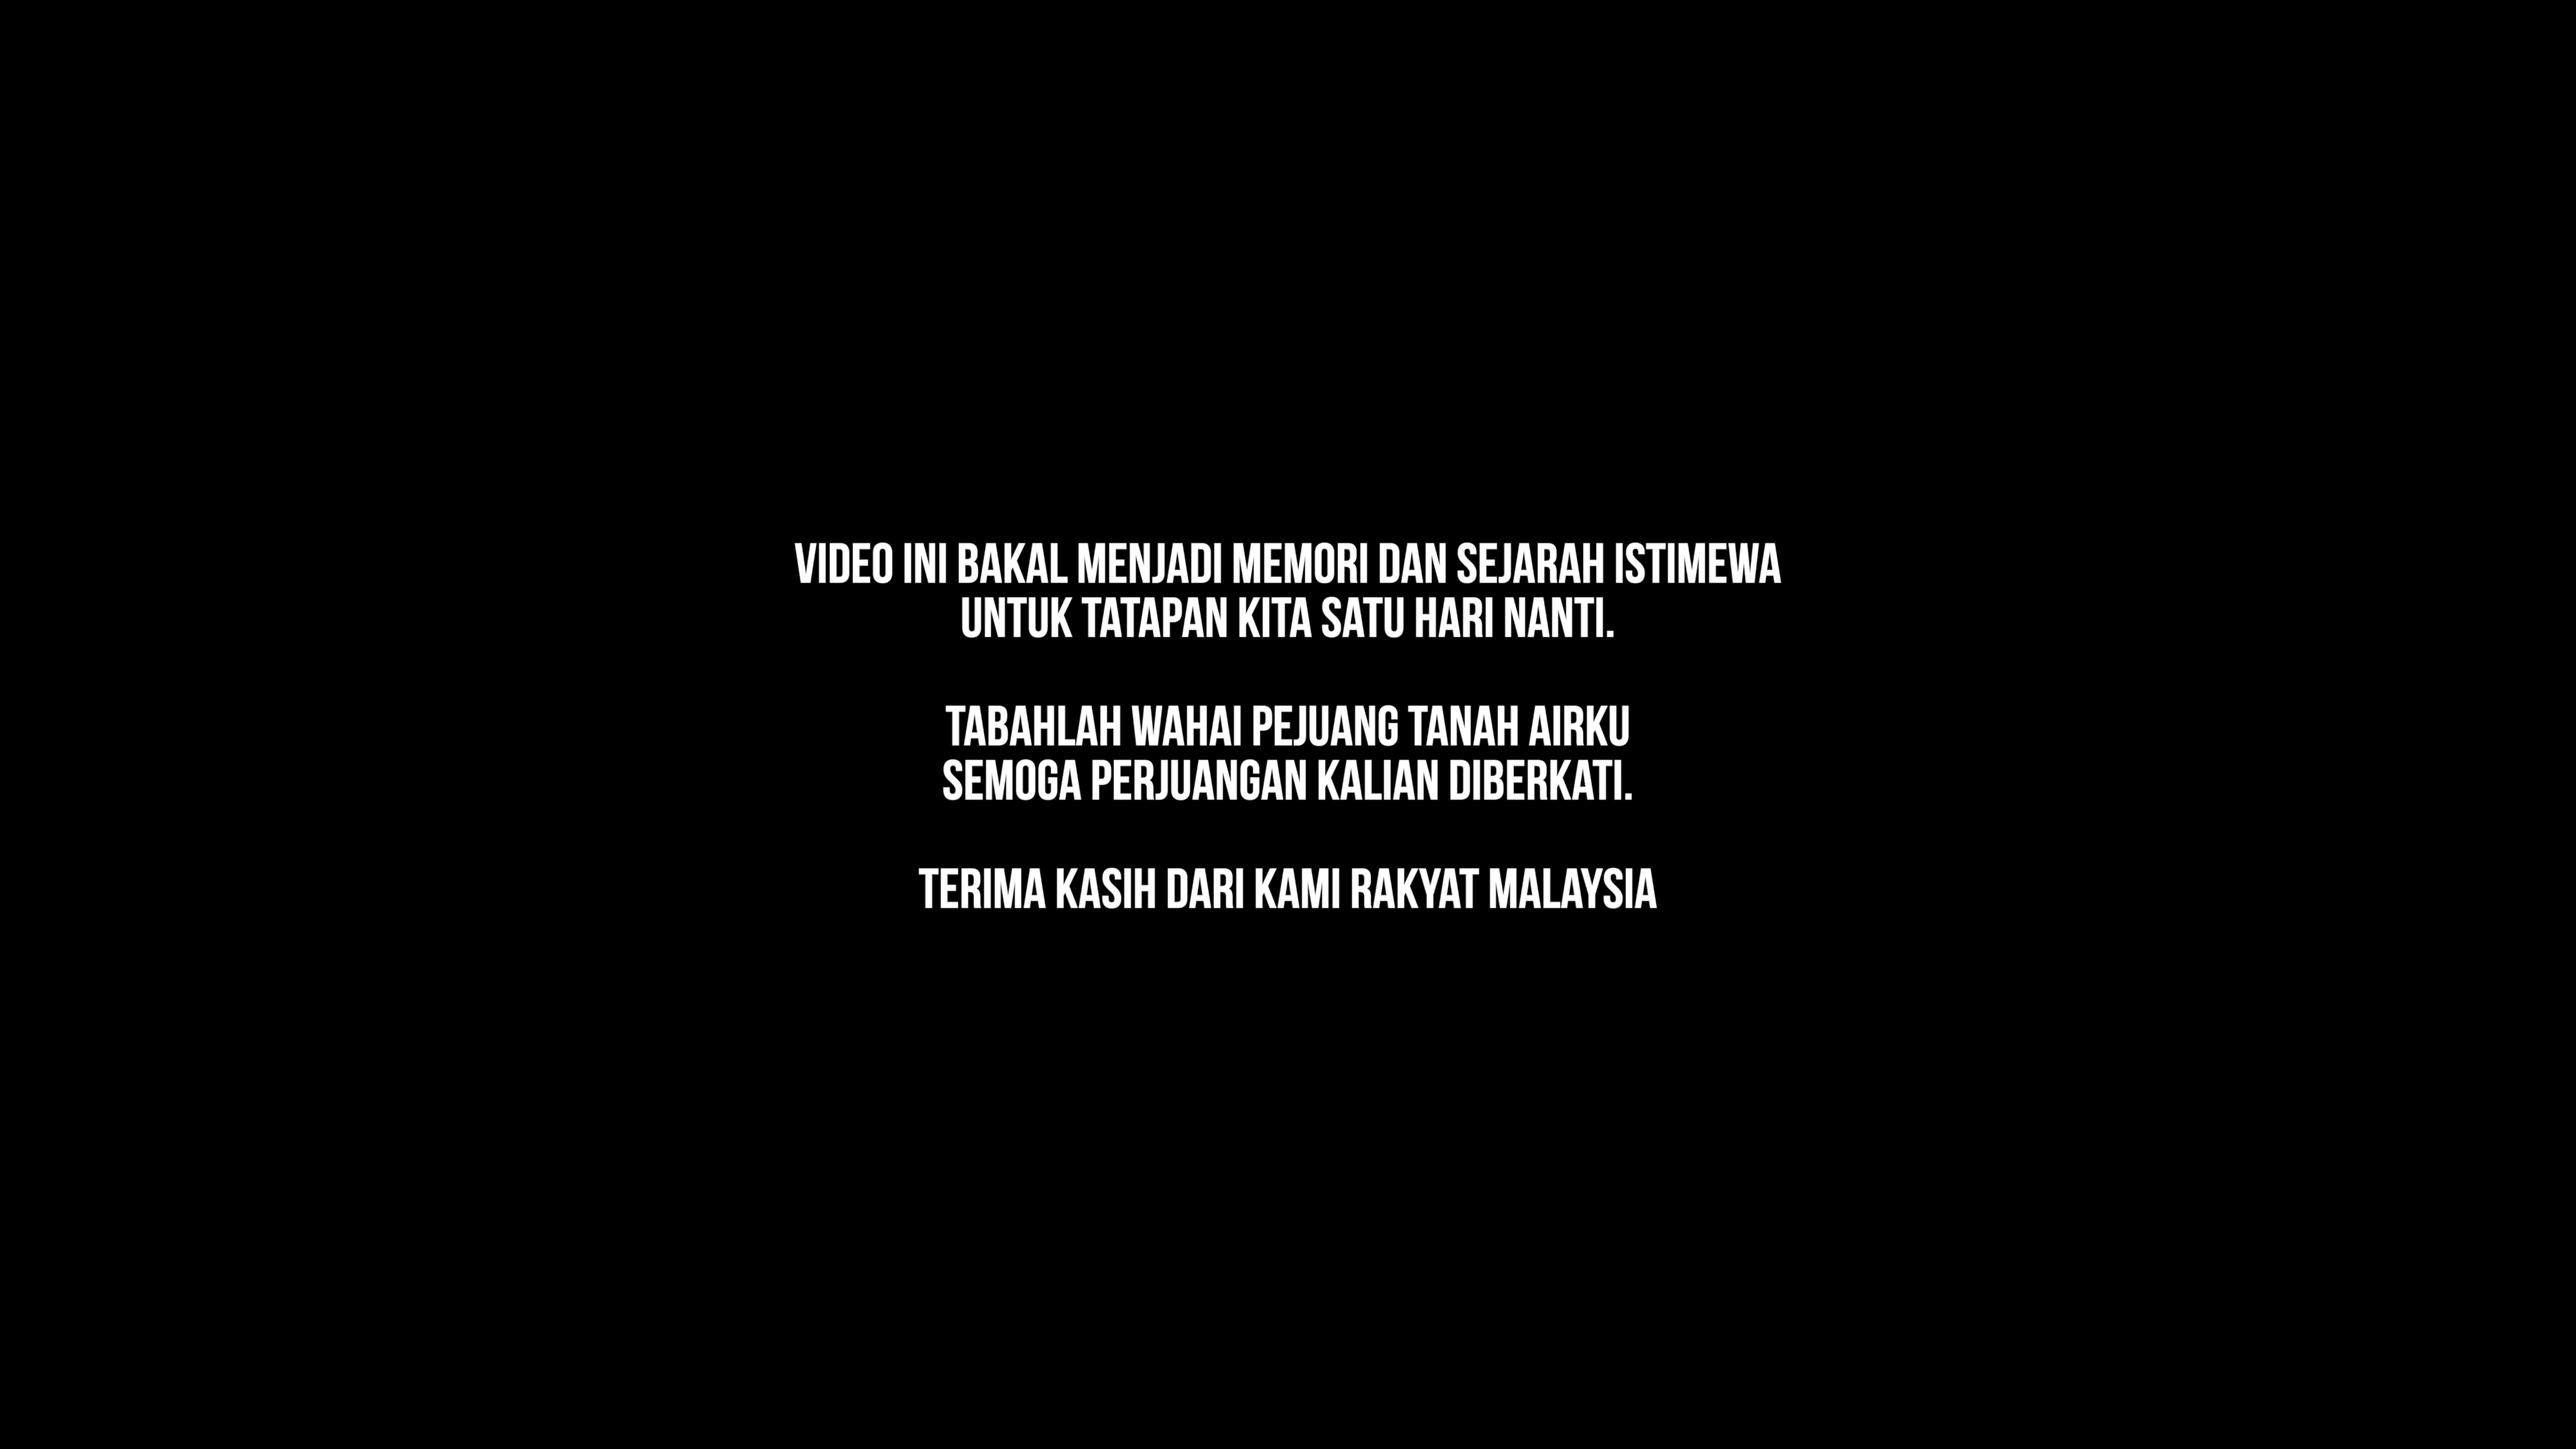 VIDEO INI BAKAL MENJADI MEMORI DAN SEJARAH ISTIMEWA
UNTUK TATAPAN KITA SATU HARI NANTI.
TABAHLAH WAHAI PEJUANG TANAH AIRKU
SEMOGA PERJUANGAN KALIAN DIBERKATI.
TERIMA KASIH DARI KAMI RAKYAT MALAYSIA